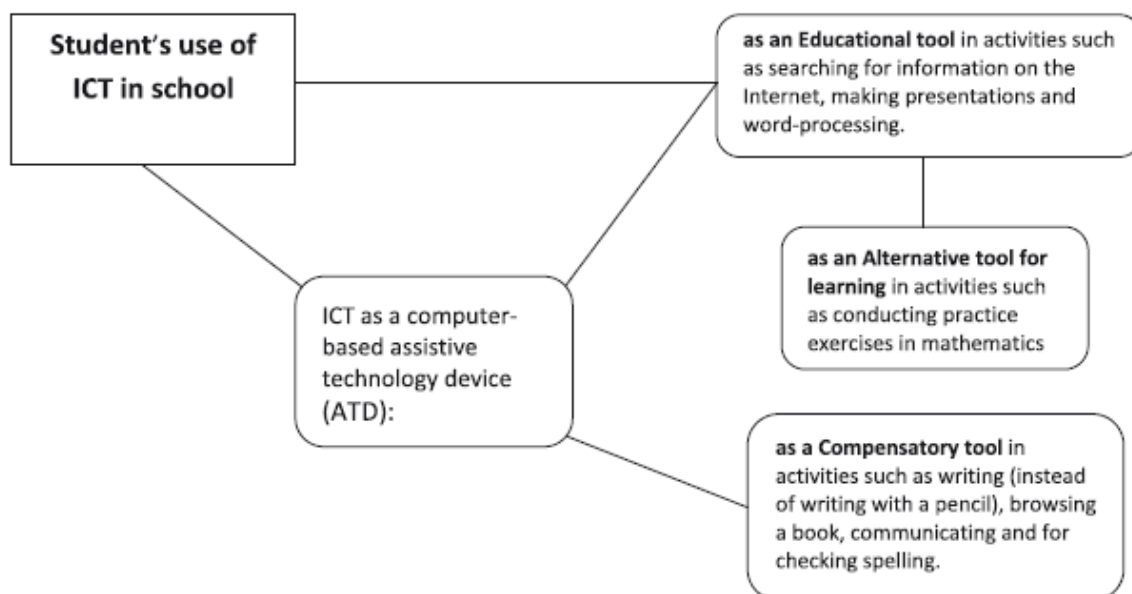 Student's use of
ICT in school
as an Educational tool in activities such
as searching for information on the
Internet, making presentations and
word-processing.
as an Alternative tool for
learning in activities such
as conducting practice
exercises in mathematics
ICT as a computer-
based assistive
technology device
(ATD):
as a Compensatory tool in
activities such as writing (instead
of writing with a pencil), browsing
a book, communicating and for
checking spelling.